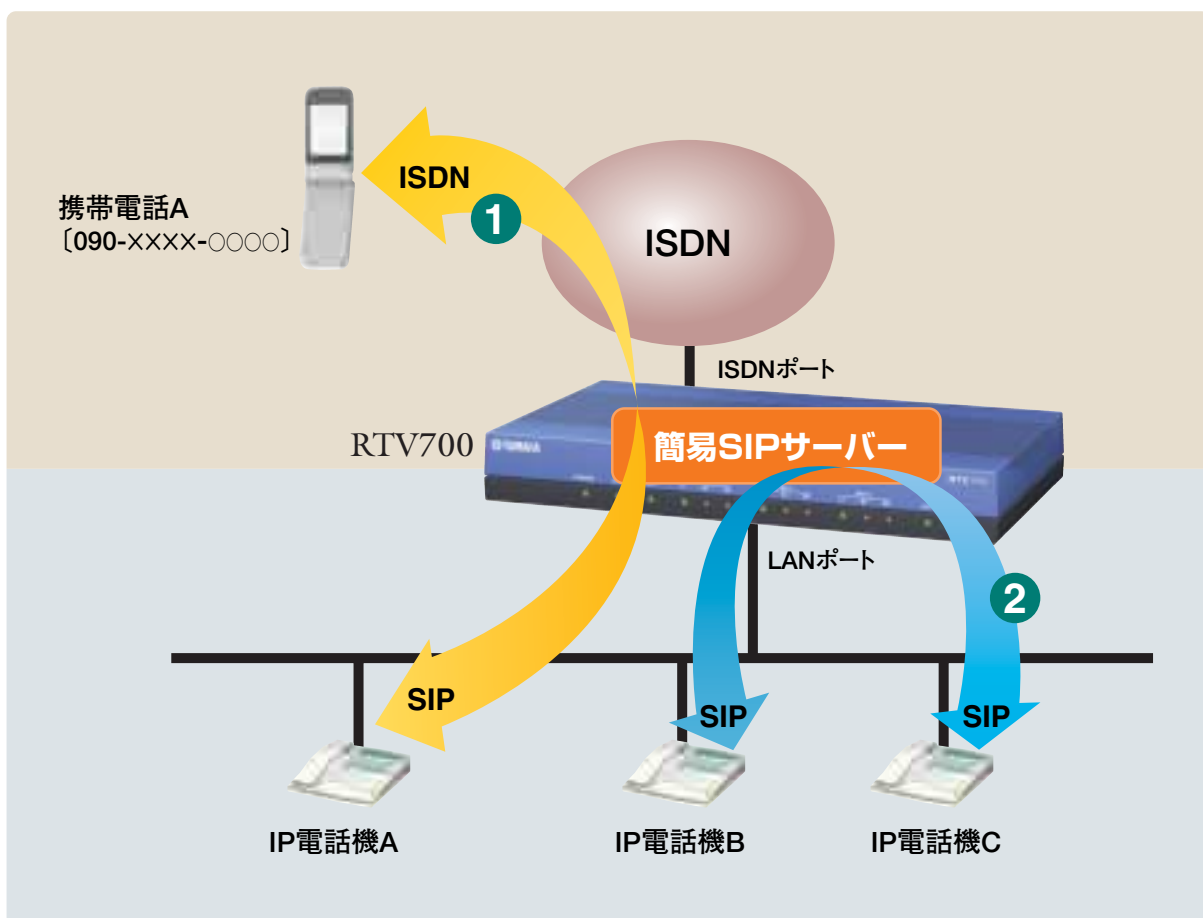 ISDN
1
携帯電話A
〔090-××××-○○○○〕
ISDN
ISDNポート
RTV700
簡易SIPサーバー
YAMAHA
LANポート
2
SIP
SIP
SIP
IP電話機A
IP電話機B
IP電話機C